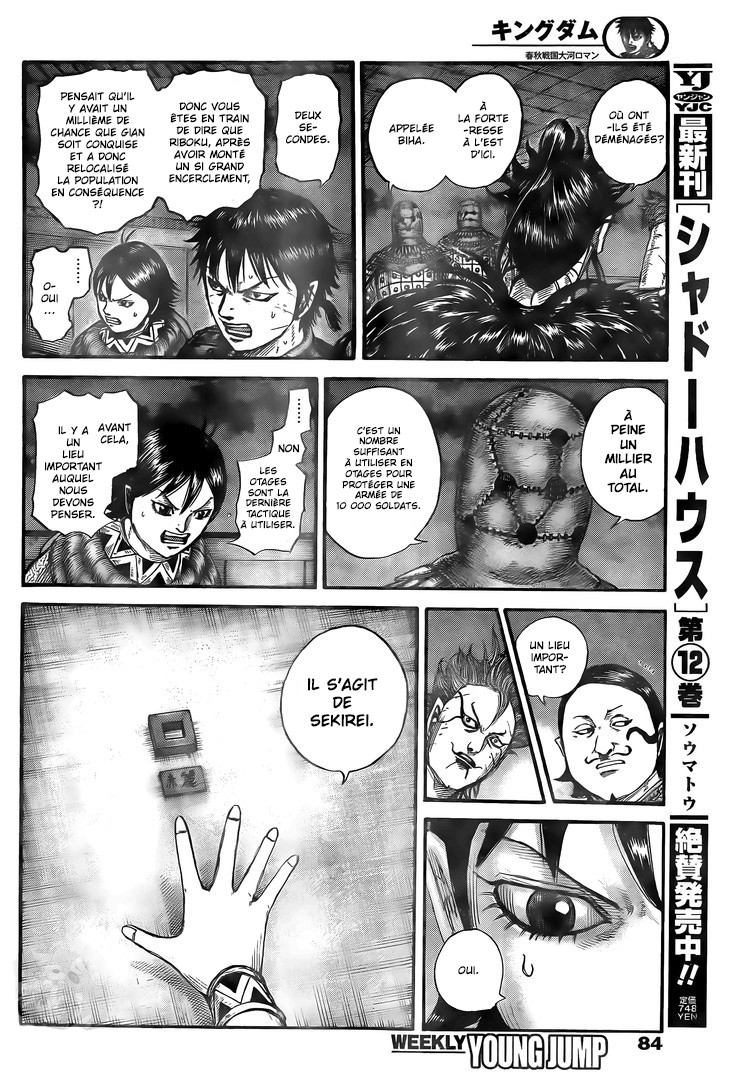 キングダム
春秋戦国大河ロマン
OÙ ONT
-ILS ÉTÉ
DÉMÉNAGÉS?
À
LA FORTE
-RESSE
À L'EST
D'ICI.
APPELÉE
BIHA.
DEUX
SE-
CONDES.
DONC VOUS
ÊTES EN TRAIN
DE DIRE QUE
RIBOKU, APRÈS
AVOIR MONTÉ
UN SI GRAND
ENCERCLEMENT,
PENSAIT QU'IL
Y AVAIT UN
MILLIÈME DE
CHANCE QUE GIAN
SOIT CONQUISE
ET A DONC
RELOCALISÉ
LA POPULATION
EN CONSÉQUENCE
?!
........
O-
OUI
...
À
PEINE
UN
MILLIER
AU
TOTAL.
C'EST
UN
NOMBRE
SUFFISANT
À UTILISER EN
OTAGES POUR
PROTÉGER UNE
ARMÉE DE
10 000 SOLDATS.
........
NON
LES
OTAGES
SONT LA
DERNIÈRE
TACTIQUE
À UTILISER.
AVANT
CELA,
IL Y A
UN
LIEU
IMPORTANT
AUQUEL
NOUS
DEVONS
PENSER.
UN LIEU
IMPOR-
TANT?
OUI.
IL S'AGIT
DE
SEKIREI.
WEEKLY YOUNG JUMP 84
YJ
ヤンジャン
YJC
最新刊
[シャドーハウス]
第⑫巻
ソウマトウ
絶賛発売中!!
定価
748
YEN